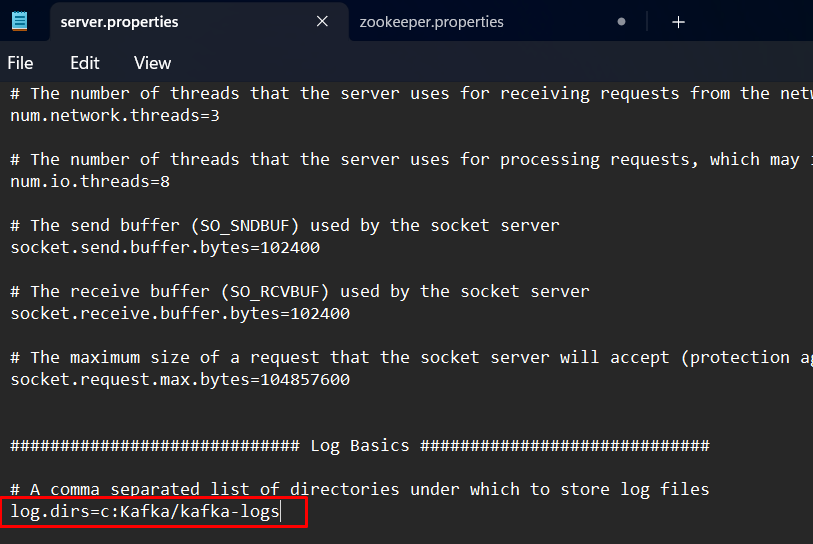 server.properties
zookeeper.properties
File Edit View
# The number of threads that the server uses for receiving requests from the
num.network.threads=3
# The number of threads that the server uses for processing requests, which may
num.io.threads=8
# The send buffer (SO_SNDBUF) used by the socket server
socket.send.buffer.bytes=102400
# The receive buffer (SO_RCVBUF) used by the socket server
socket.receive.buffer.bytes=102400
# The maximum size of a request that the socket server will accept (protection
socket.request.max.bytes=104857600
############################# Log Basics #############################
# A comma separated list of directories under which to store log files
log.dirs=c:Kafka/kafka-logs